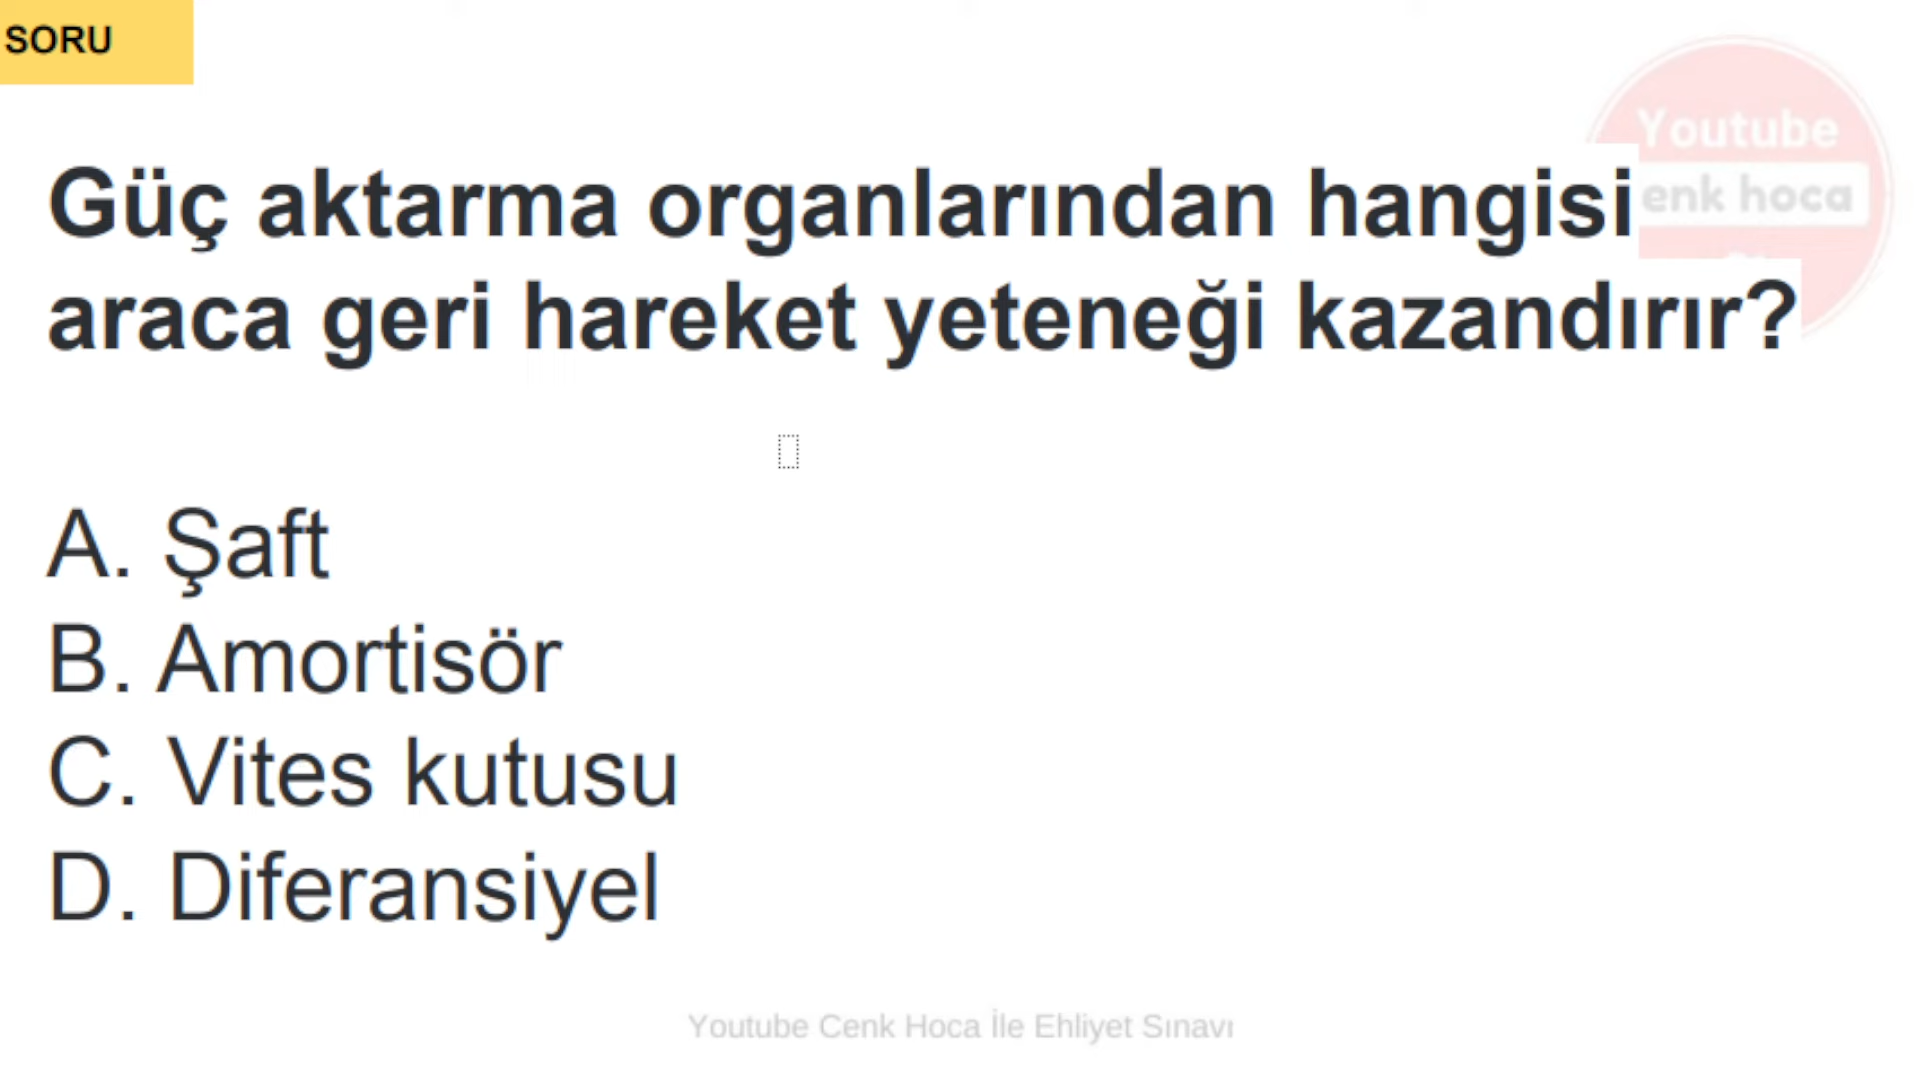 SORU
Youtube
enk hoca
Güç aktarma organlarından hangisi
araca geri hareket yeteneği kazandırır?
A. Şaft
B. Amortisör
C. Vites kutusu
D. Diferansiyel
Youtube Cenk Hoca İle Ehliyet Sınavı